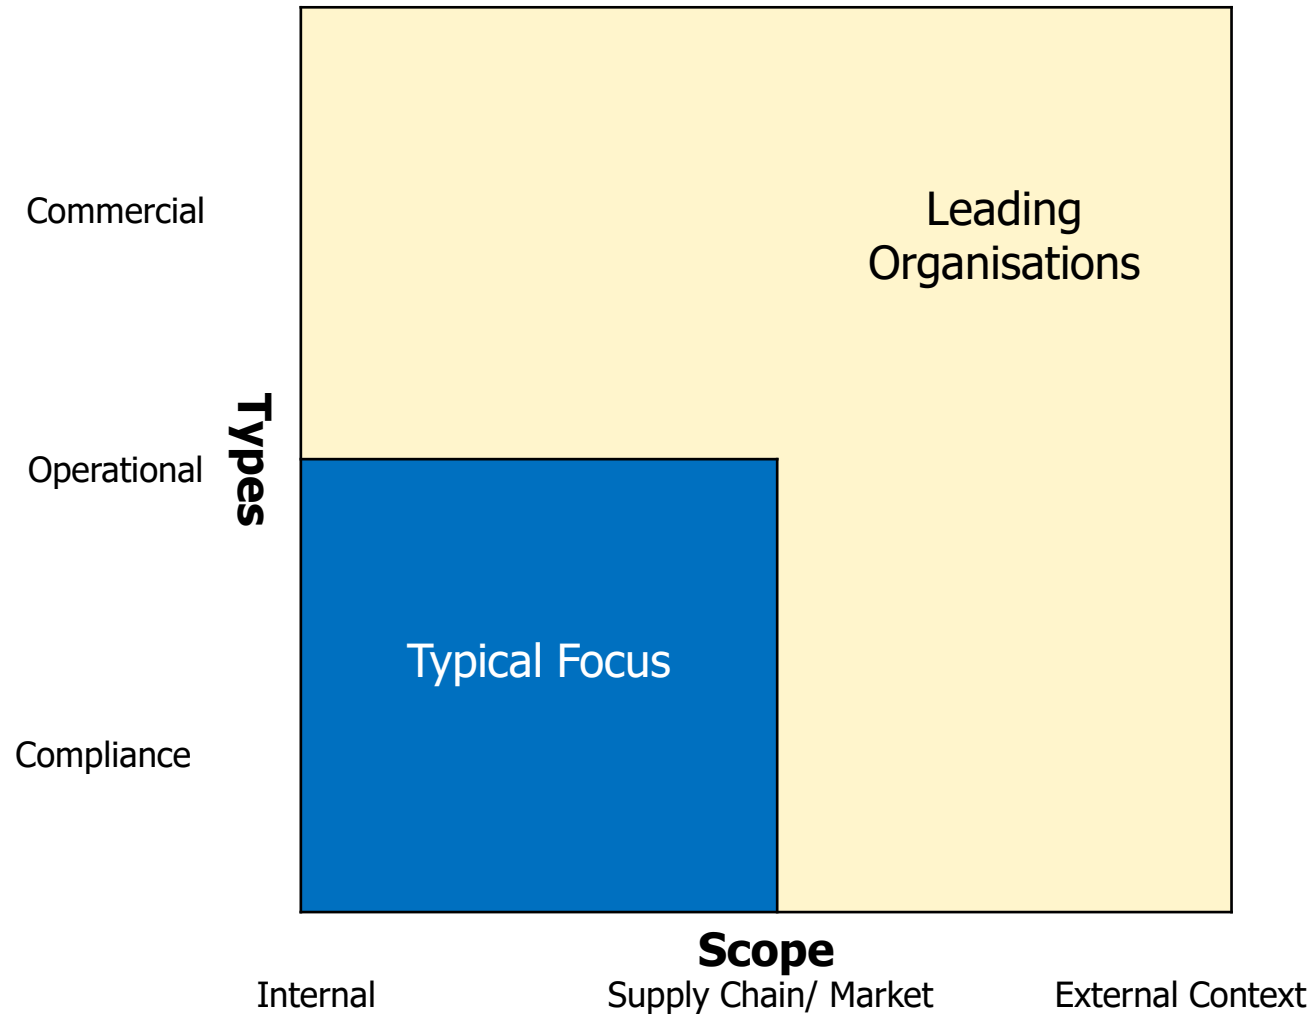 Commercial
Leading
Organisations
Types
Operational
Typical Focus
Compliance
Scope
Internal
Supply Chain/ Market
External Context